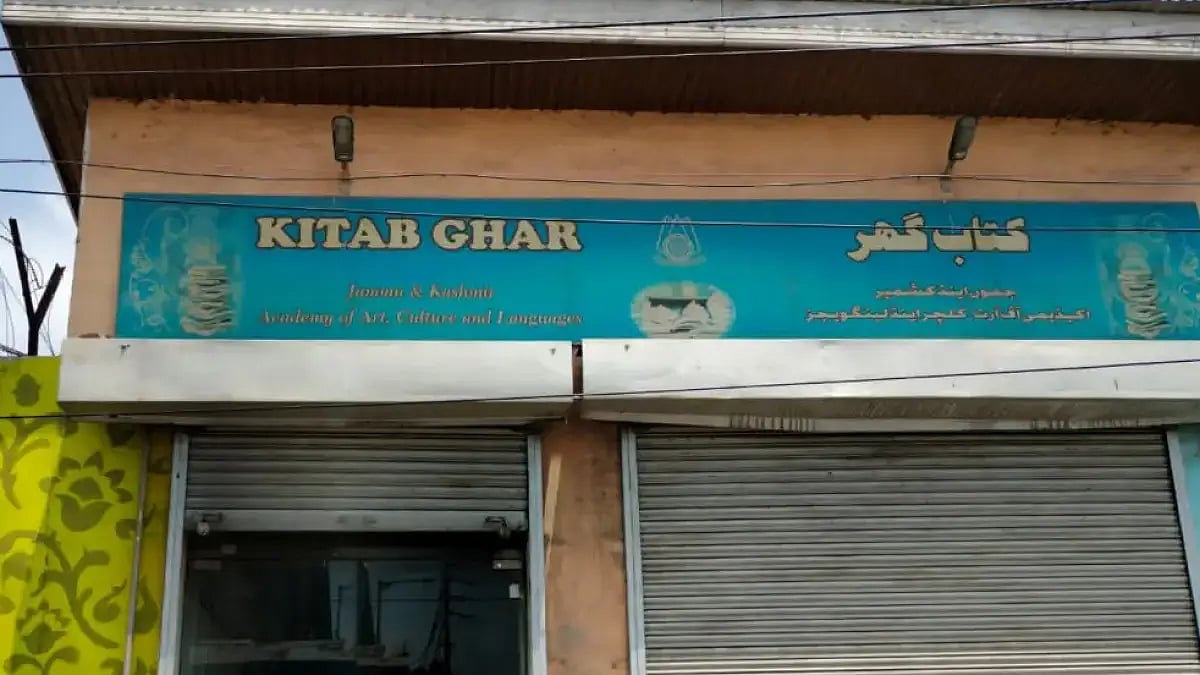 KITAB GHAR
Jammu & Kashmir
Academy of Art, Culture and Languages
کتاب گھر
جموں اینڈ کشمیر
اکیڈیمی آف آرٹ کلچر اینڈ لینگویجز